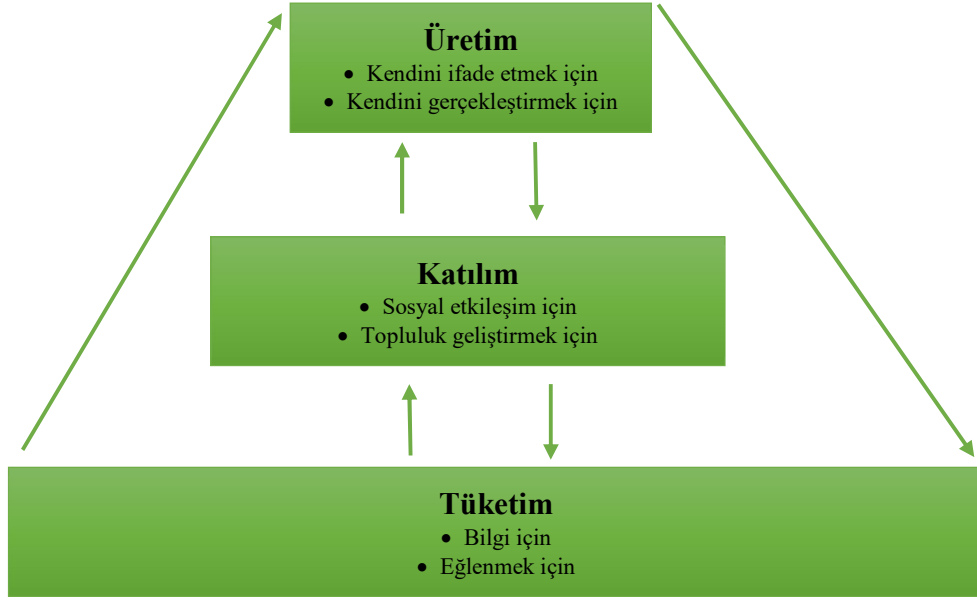 Üretim
• Kendini ifade etmek için
• Kendini gerçekleştirmek için
Katılım
• Sosyal etkileşim için
• Topluluk geliştirmek için
Tüketim
• Bilgi için
• Eğlenmek için